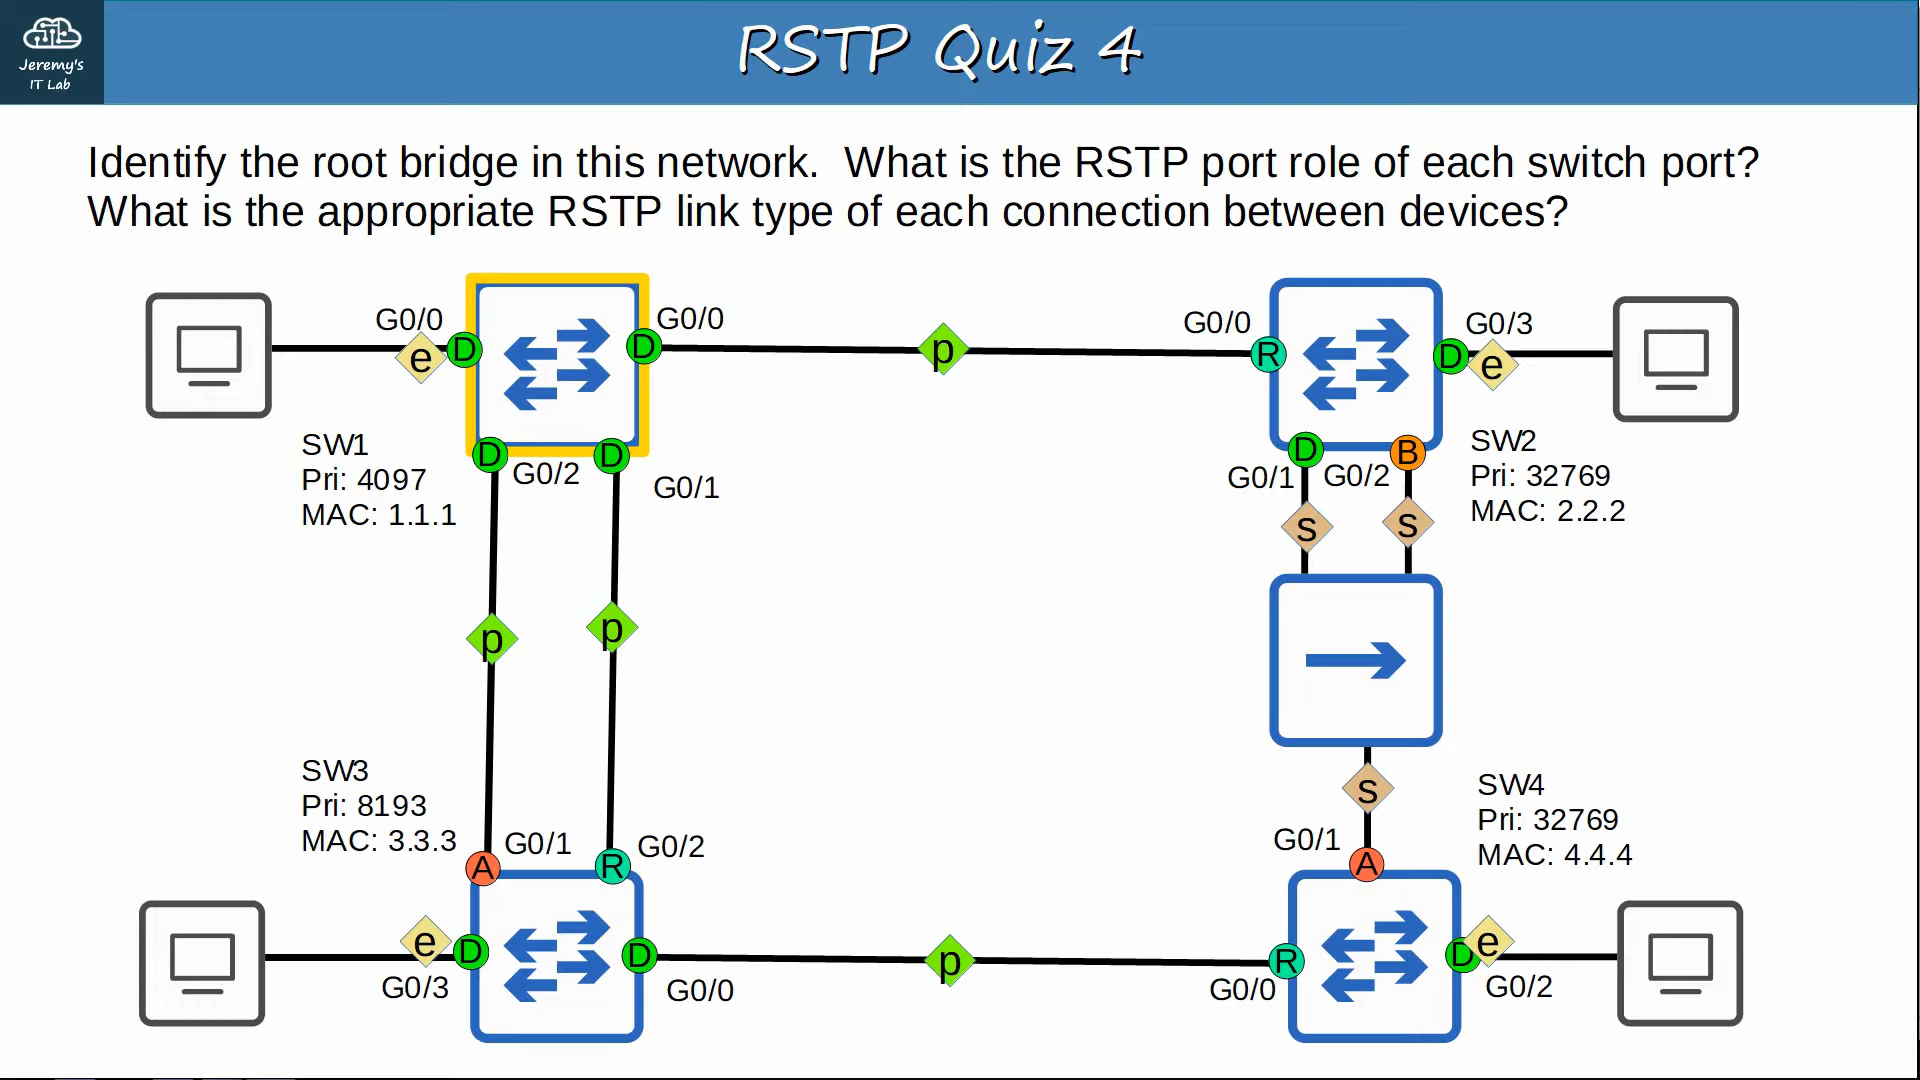 Jeremy's
IT Lab
RSTP Quiz 4
Identify the root bridge in this network. What is the RSTP port role of each switch port?
What is the appropriate RSTP link type of each connection between devices?
G0/0
e
D
D
G0/0
p
G0/0
R
D
e
G0/3
SW1
Pri: 4097
MAC: 1.1.1
D
G0/2
D
G0/1
G0/1
D
G0/2
B
SW2
Pri: 32769
MAC: 2.2.2
s
s
p
p
s
SW3
Pri: 8193
MAC: 3.3.3
A
G0/1
R
G0/2
G0/1
A
SW4
Pri: 32769
MAC: 4.4.4
e
D
G0/3
D
G0/0
p
R
G0/0
D
e
G0/2